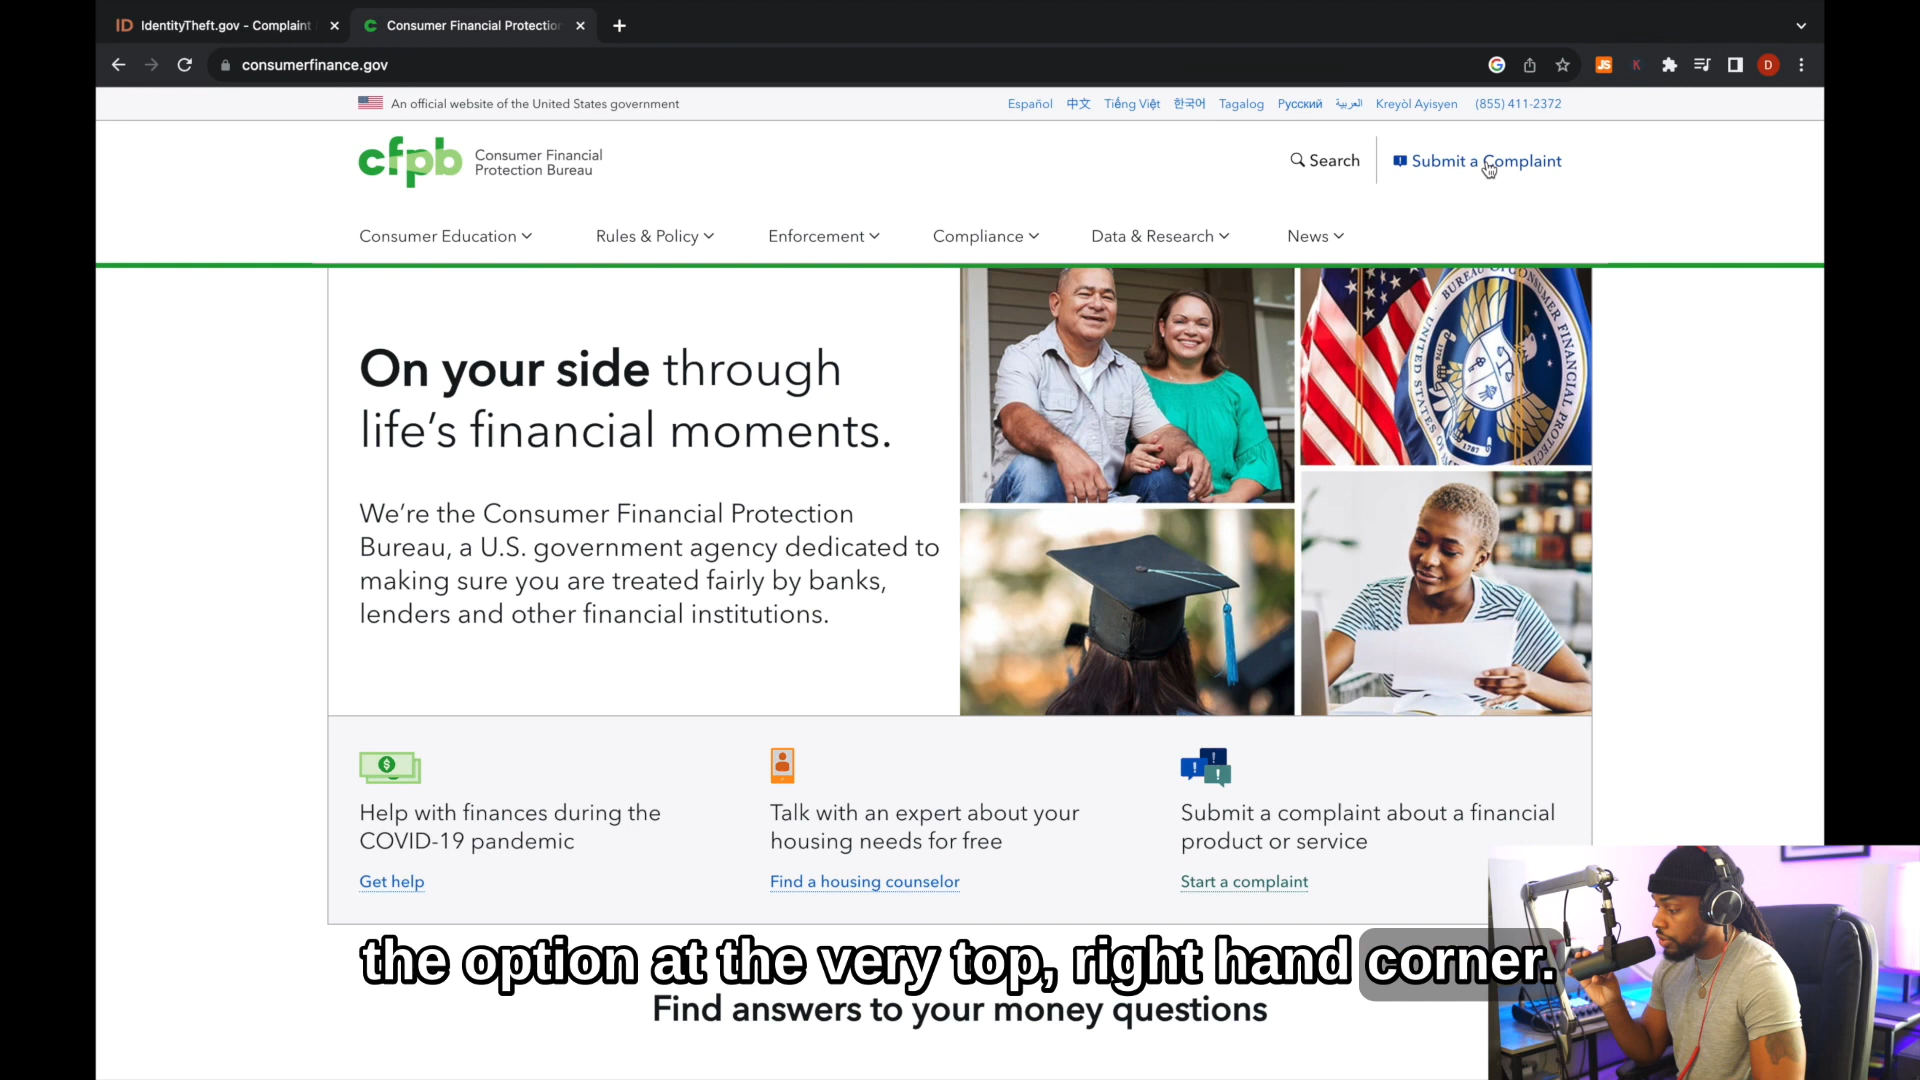 IdentityTheft.gov - Complaint
Consumer Financial Protectio
consumerfinance.gov
JS
K
D
An official website of the United States government
Español 中文 Tiếng Việt 한국어 Tagalog Русский العربية Kreyòl Ayisyen (855) 411-2372
cfpb Consumer Financial
Protection Bureau
Search
Submit a Complaint
Consumer Education Rules & Policy Enforcement Compliance Data & Research News
On your side through
life's financial moments.
We're the Consumer Financial Protection
Bureau, a U.S. government agency dedicated to
making sure you are treated fairly by banks,
lenders and other financial institutions.
Help with finances during the
COVID-19 pandemic
Get help
Talk with an expert about your
housing needs for free
Find a housing counselor
Submit a complaint about a financial
product or service
Start a complaint
the option at the very top, right hand corner.
Find answers to your money questions